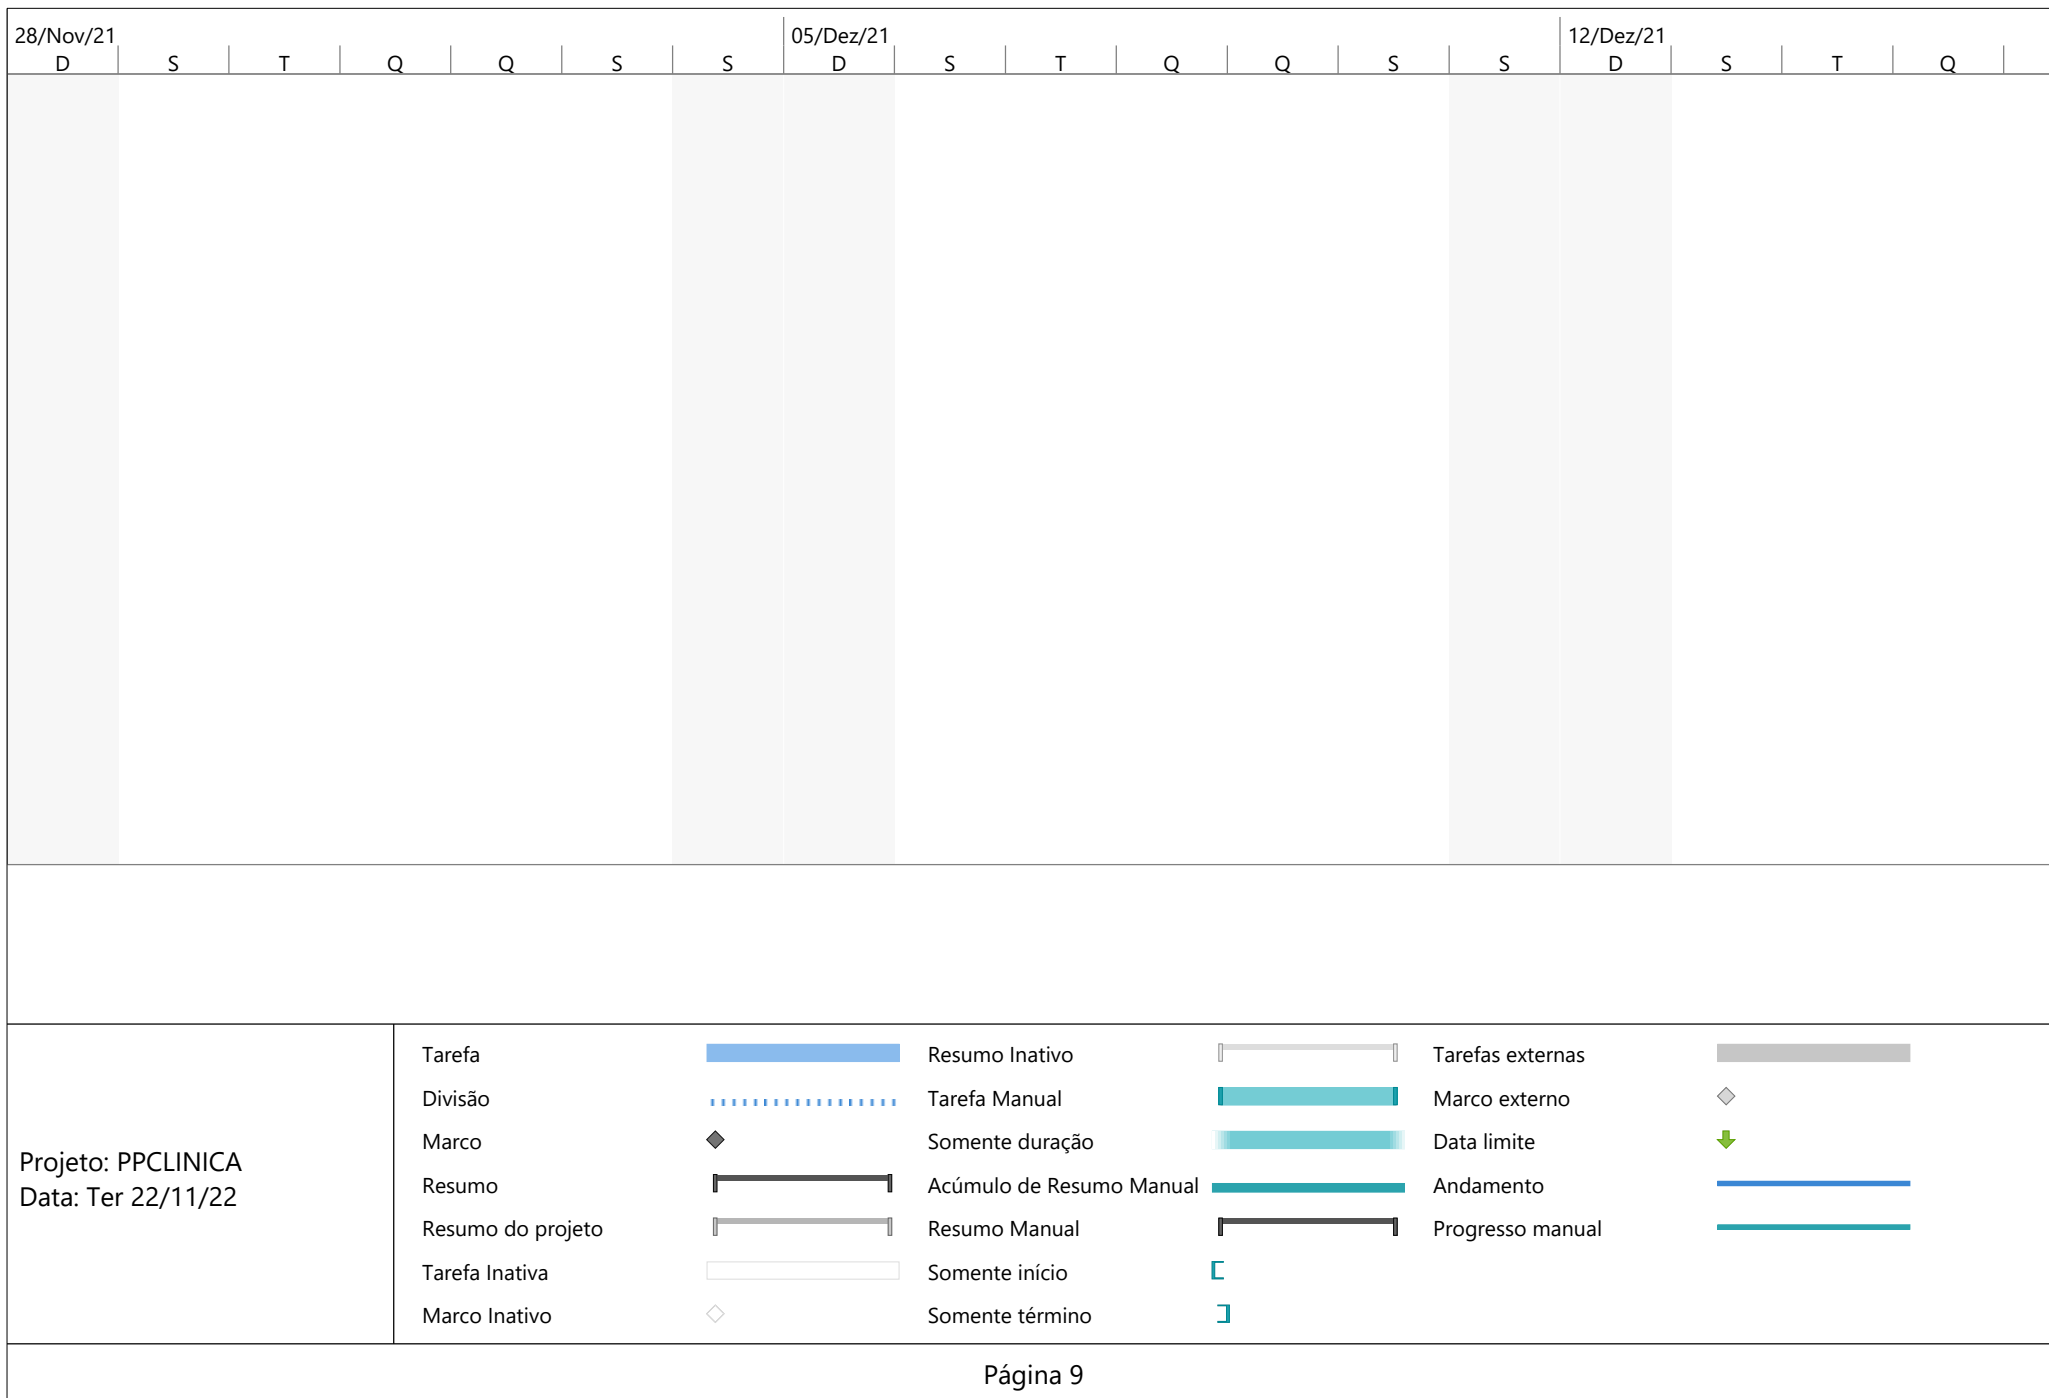 28/Nov/21 05/Dez/21 12/Dez/21
D S T Q Q S S D S T Q Q S S D S T Q
Tarefa
Divisão
Marco
Resumo
Resumo do projeto
Tarefa Inativa
Marco Inativo
Resumo Inativo
Tarefa Manual
Somente duração
Acúmulo de Resumo Manual
Resumo Manual
Somente início
Somente término
Tarefas externas
Marco externo
Data limite
Andamento
Progresso manual
Projeto: PPCLINICA
Data: Ter 22/11/22
Página 9